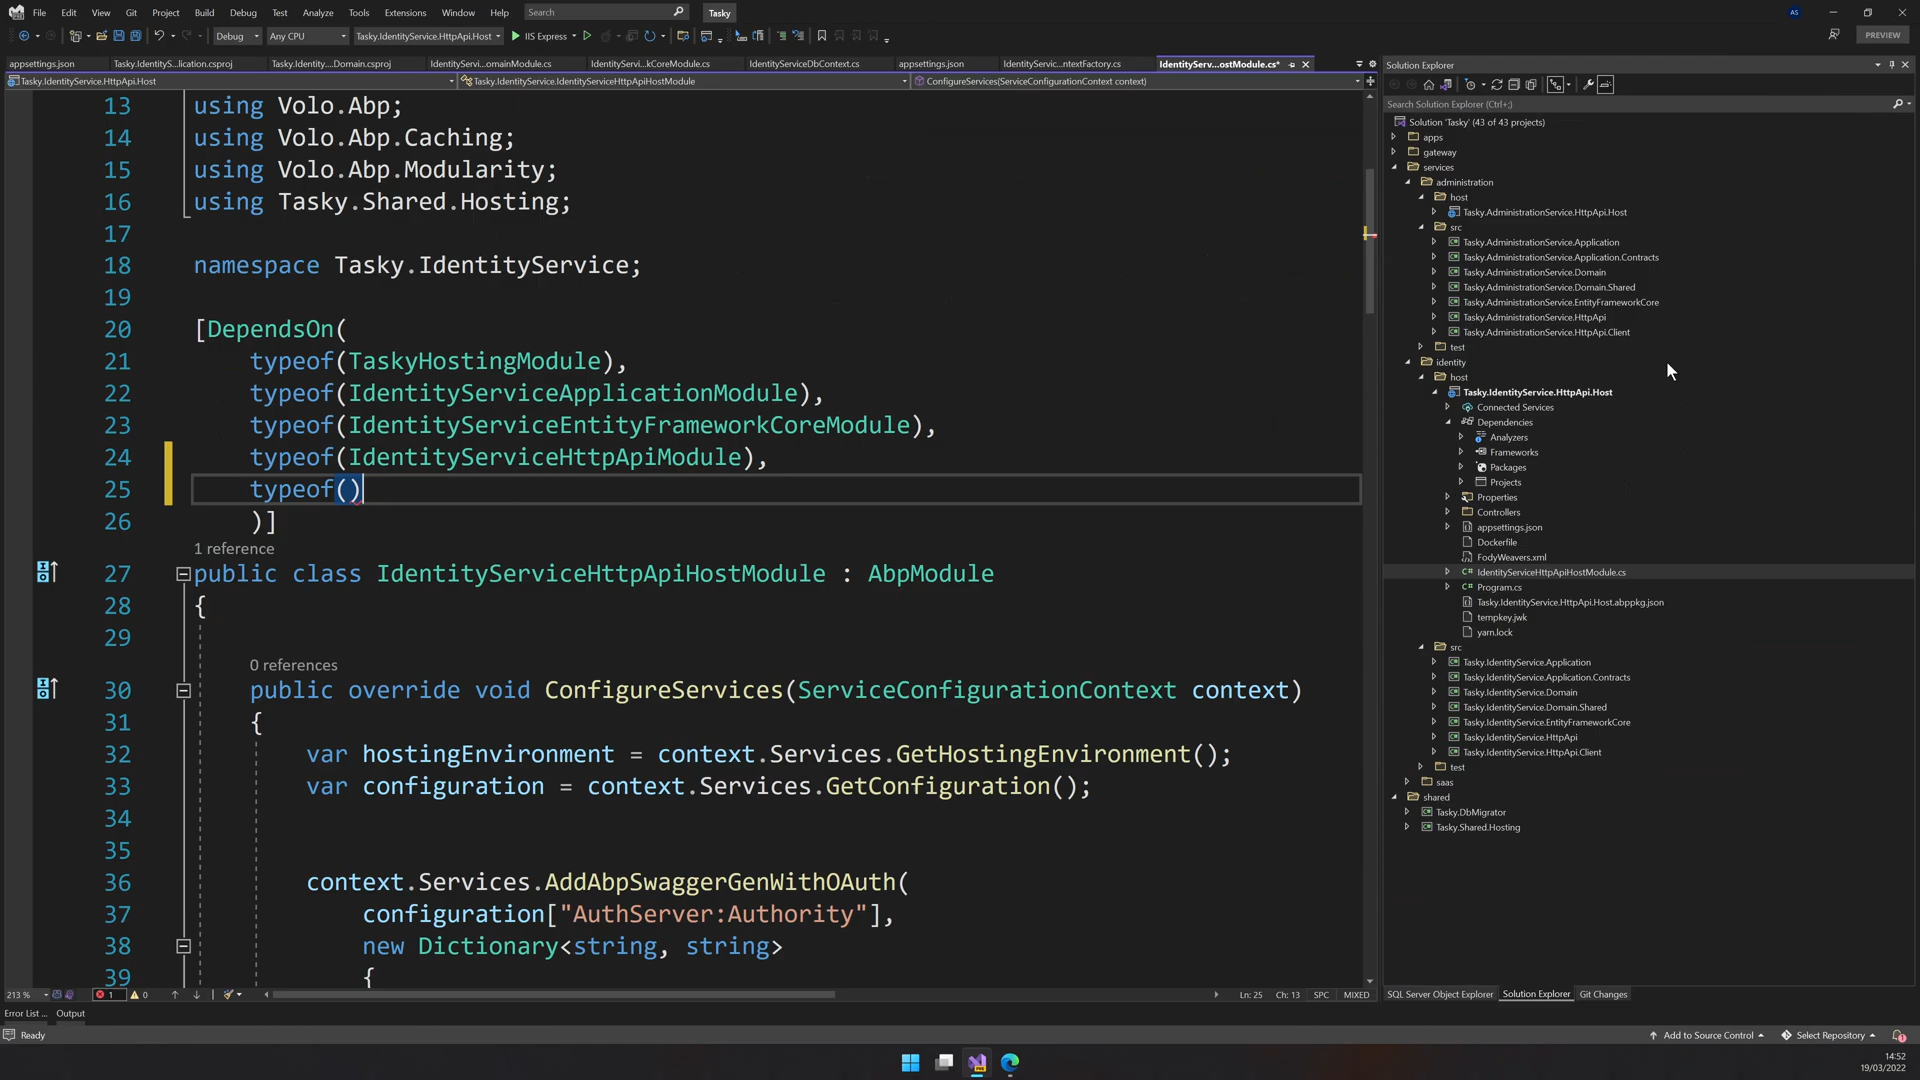 File Edit View Git Project Build Debug Test Analyze Tools Extensions Window Help Search Tasky AS
Debug Any CPU Tasky.IdentityService.HttpApi.Host IIS Express PREVIEW
appsettings.json Tasky.IdentityS...lication.csproj Tasky.IdentityS....Domain.csproj IdentityServi...omainModule.cs IdentityServi...kCoreModule.cs IdentityServiceDbContext.cs appsettings.json IdentityServic...ntextFactory.cs IdentityServ...ostModule.cs*
Tasky.IdentityService.HttpApi.Host Tasky.IdentityService.IdentityServiceHttpApiHostModule ConfigureServices(ServiceConfigurationContext context)
13 using Volo.Abp;
14 using Volo.Abp.Caching;
15 using Volo.Abp.Modularity;
16 using Tasky.Shared.Hosting;
17
18 namespace Tasky.IdentityService;
19
20 [DependsOn(
21 typeof(TaskyHostingModule),
22 typeof(IdentityServiceApplicationModule),
23 typeof(IdentityServiceEntityFrameworkCoreModule),
24 typeof(IdentityServiceHttpApiModule),
25 typeof()
26 )]
1 reference
27 public class IdentityServiceHttpApiHostModule : AbpModule
28 {
29
0 references
30 public override void ConfigureServices(ServiceConfigurationContext context)
31 {
32 var hostingEnvironment = context.Services.GetHostingEnvironment();
33 var configuration = context.Services.GetConfiguration();
34
35
36 context.Services.AddAbpSwaggerGenWithOAuth(
37 configuration["AuthServer:Authority"],
38 new Dictionary<string, string>
39 {
213 % 1 0 Ln: 25 Ch: 13 SPC MIXED
Error List ... Output
Ready
Solution Explorer
Search Solution Explorer (Ctrl+;)
Solution 'Tasky' (43 of 43 projects)
apps
gateway
services
administration
host
Tasky.AdministrationService.HttpApi.Host
src
Tasky.AdministrationService.Application
Tasky.AdministrationService.Application.Contracts
Tasky.AdministrationService.Domain
Tasky.AdministrationService.Domain.Shared
Tasky.AdministrationService.EntityFrameworkCore
Tasky.AdministrationService.HttpApi
Tasky.AdministrationService.HttpApi.Client
test
identity
host
Tasky.IdentityService.HttpApi.Host
Connected Services
Dependencies
Analyzers
Frameworks
Packages
Projects
Properties
Controllers
appsettings.json
Dockerfile
FodyWeavers.xml
C# IdentityServiceHttpApiHostModule.cs
C# Program.cs
Tasky.IdentityService.HttpApi.Host.abppkg.json
tempkey.jwk
yarn.lock
src
Tasky.IdentityService.Application
Tasky.IdentityService.Application.Contracts
Tasky.IdentityService.Domain
Tasky.IdentityService.Domain.Shared
Tasky.IdentityService.EntityFrameworkCore
Tasky.IdentityService.HttpApi
Tasky.IdentityService.HttpApi.Client
test
saas
shared
Tasky.DbMigrator
Tasky.Shared.Hosting
SQL Server Object Explorer Solution Explorer Git Changes
Add to Source Control Select Repository 1
14:52
19/03/2022